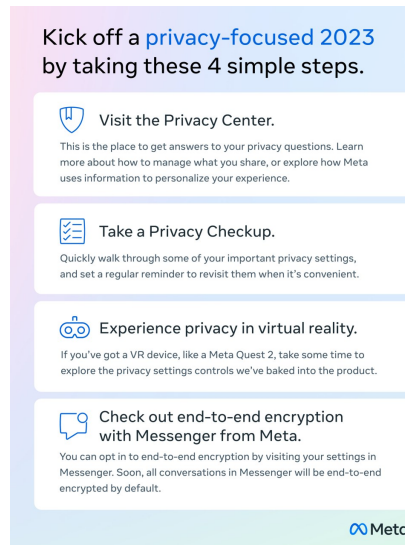 Kick off a privacy-focused 2023
by taking these 4 simple steps.
Visit the Privacy Center.
This is the place to get answers to your privacy questions. Learn
more about how to manage what you share, or explore how Meta
uses information to personalize your experience.
Take a Privacy Checkup.
Quickly walk through some of your important privacy settings,
and set a regular reminder to revisit them when it's convenient.
Experience privacy in virtual reality.
If you've got a VR device, like a Meta Quest 2, take some time to
explore the privacy settings controls we've baked into the product.
Check out end-to-end encryption
with Messenger from Meta.
You can opt in to end-to-end encryption by visiting your settings in
Messenger. Soon, all conversations in Messenger will be end-to-end
encrypted by default.
Meta